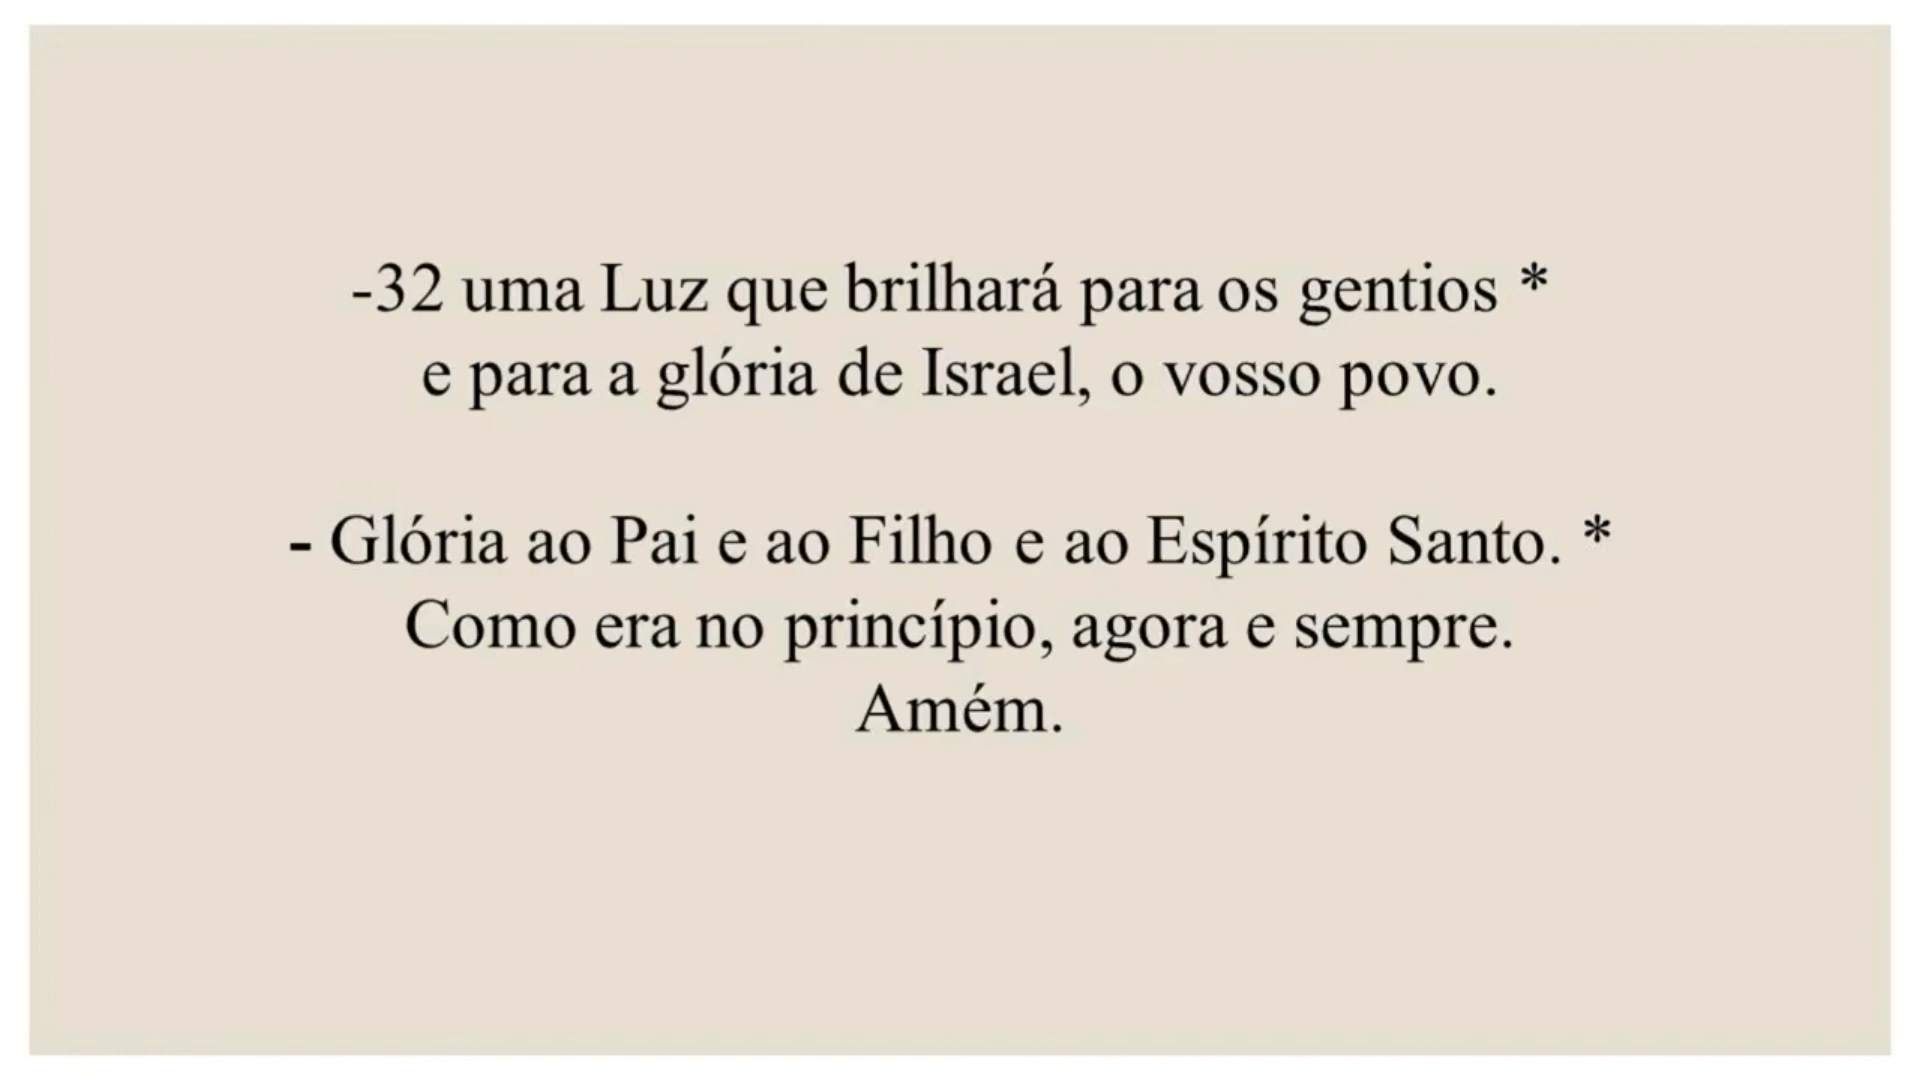 -32 uma Luz que brilhará para os gentios *
e para a glória de Israel, o vosso povo.
- Glória ao Pai e ao Filho e ao Espírito Santo. *
Como era no princípio, agora e sempre.
Amém.